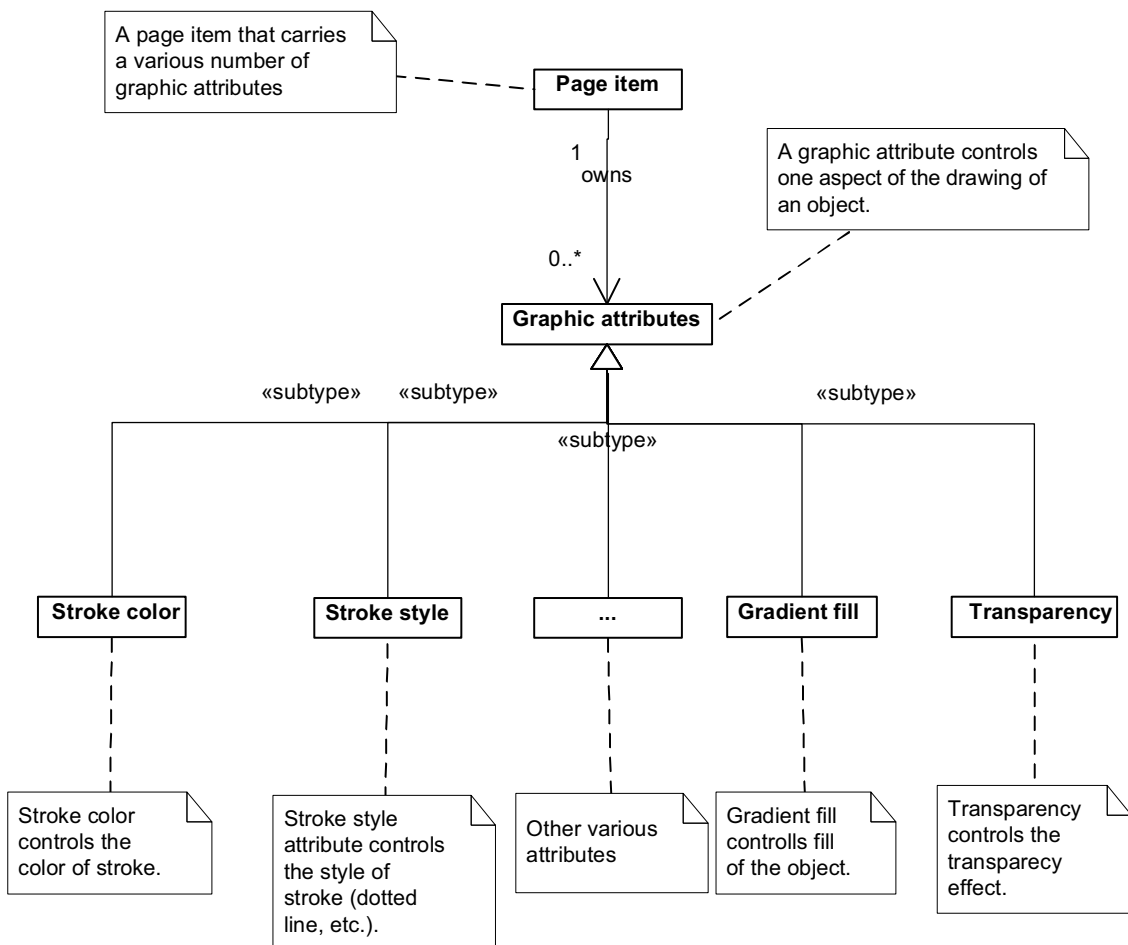 A page item that carries
a various number of
graphic attributes
Page item
1
owns
A graphic attribute controls
one aspect of the drawing of
an object.
0..*
Graphic attributes
«subtype»
«subtype»
«subtype»
«subtype»
Stroke color
Stroke style
...
Gradient fill
Transparency
Stroke color
controls the
color of stroke.
Stroke style
attribute controls
the style of
stroke (dotted
line, etc.).
Other various
attributes
Gradient fill
controlls fill
of the object.
Transparency
controls the
transparecy
effect.